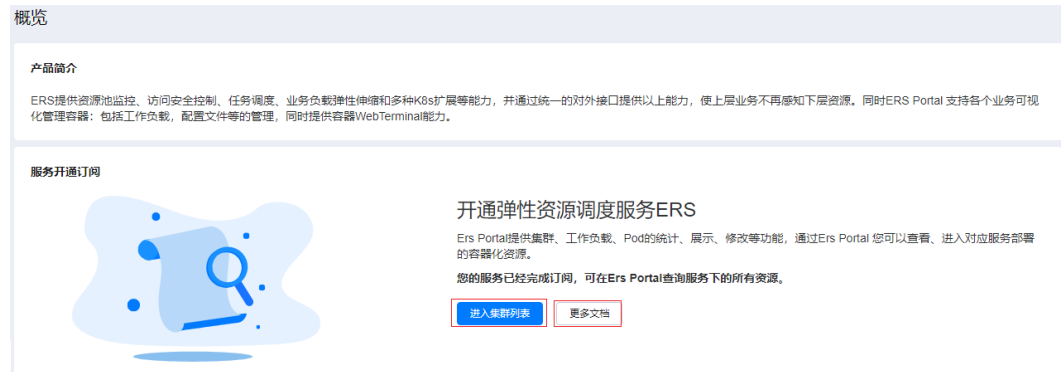 概览
产品简介
ERS提供资源池监控、访问安全控制、任务调度、业务负载弹性伸缩和多种K8s扩展等能力，并通过统一的对外接口提供以上能力，使上层业务不再感知下层资源。同时ERS Portal 支持各个业务可视
化管理容器：包括工作负载，配置文件等的管理，同时提供容器WebTerminal能力。
服务开通订阅
开通弹性资源调度服务ERS
Ers Portal提供集群、工作负载、Pod的统计、展示、修改等功能，通过Ers Portal 您可以查看、进入对应服务部署
的容器化资源。
您的服务已经完成订阅，可在Ers Portal查询服务下的所有资源。
进入集群列表 更多文档